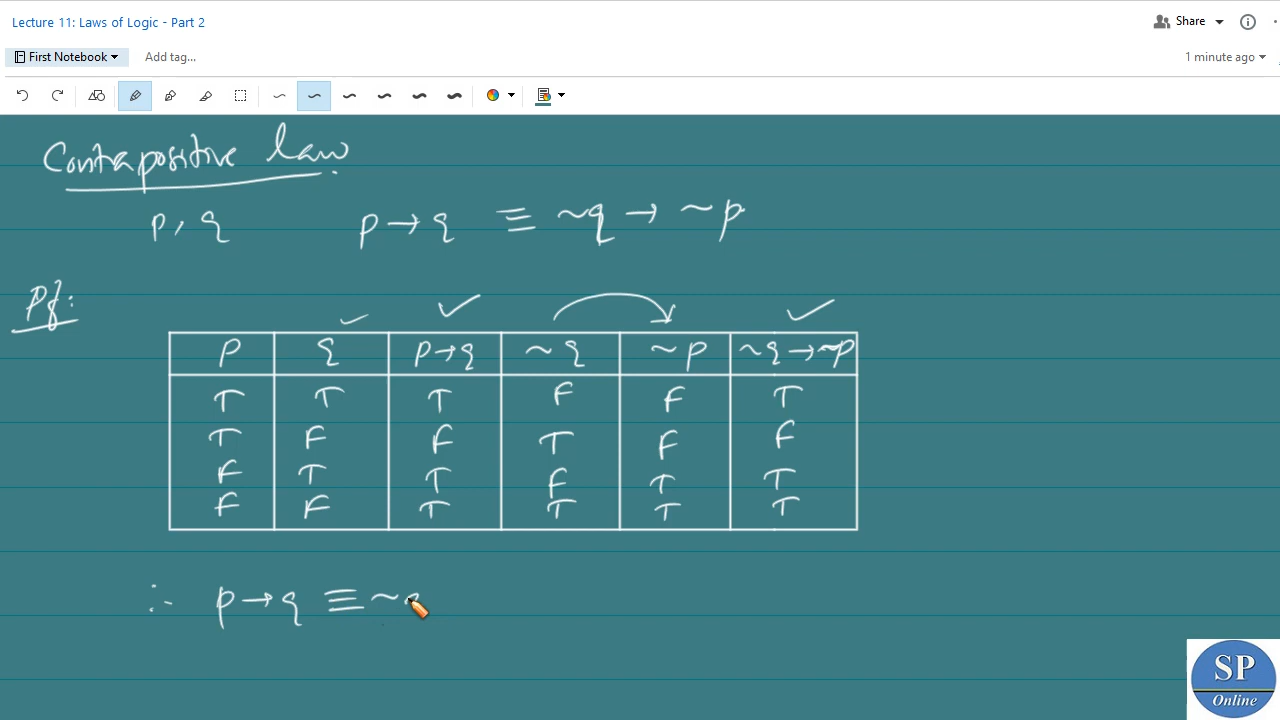 Lecture 11: Laws of Logic - Part 2
Share
First Notebook
Add tag...
1 minute ago
Contrapositive law
p, q p → q ≡ ~q → ~p
Pf:
p q p→q ~q ~p ~q→~p
T T T F F T
T F F T F F
F T T F T T
F F T T T T
∴ p→q ≡ ~
SP
Online